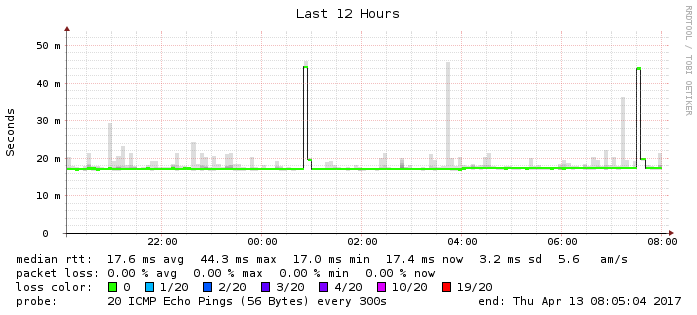 Last 12 Hours
RRDTOOL / TOBI OETIKER
Seconds
50 m
40 m
30 m
20 m
10 m
0
22:00 00:00 02:00 04:00 06:00 08:00
median rtt: 17.6 ms avg 44.3 ms max 17.0 ms min 17.4 ms now 3.2 ms sd 5.6 am/s
packet loss: 0.00 % avg 0.00 % max 0.00 % min 0.00 % now
loss color: 0 1/20 2/20 3/20 4/20 10/20 19/20
probe: 20 ICMP Echo Pings (56 Bytes) every 300s end: Thu Apr 13 08:05:04 2017